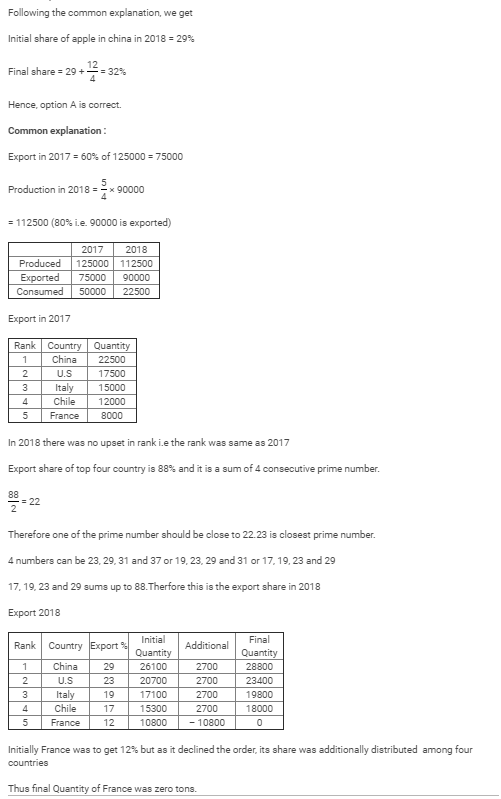 Following the common explanation, we get
Initial share of apple in china in 2018 = 29%
Final share = 29 + 12/4 = 32%
Hence, option A is correct.
Common explanation :
Export in 2017 = 60% of 125000 = 75000
Production in 2018 = 5/4 × 90000
= 112500 (80% i.e. 90000 is exported)
2017 2018
Produced 125000 112500
Exported 75000 90000
Consumed 50000 22500
Export in 2017
Rank Country Quantity
1 China 22500
2 U.S 17500
3 Italy 15000
4 Chile 12000
5 France 8000
In 2018 there was no upset in rank i.e the rank was same as 2017
Export share of top four country is 88% and it is a sum of 4 consecutive prime number.
88/2 = 22
Therefore one of the prime number should be close to 22.23 is closest prime number.
4 numbers can be 23, 29, 31 and 37 or 19, 23, 29 and 31 or 17, 19, 23 and 29
17, 19, 23 and 29 sums up to 88.Therfore this is the export share in 2018
Export 2018
Rank Country Export % Initial Quantity Additional Final Quantity
1 China 29 26100 2700 28800
2 U.S 23 20700 2700 23400
3 Italy 19 17100 2700 19800
4 Chile 17 15300 2700 18000
5 France 12 10800 – 10800 0
Initially France was to get 12% but as it declined the order, its share was additionally distributed among four
countries
Thus final Quantity of France was zero tons.